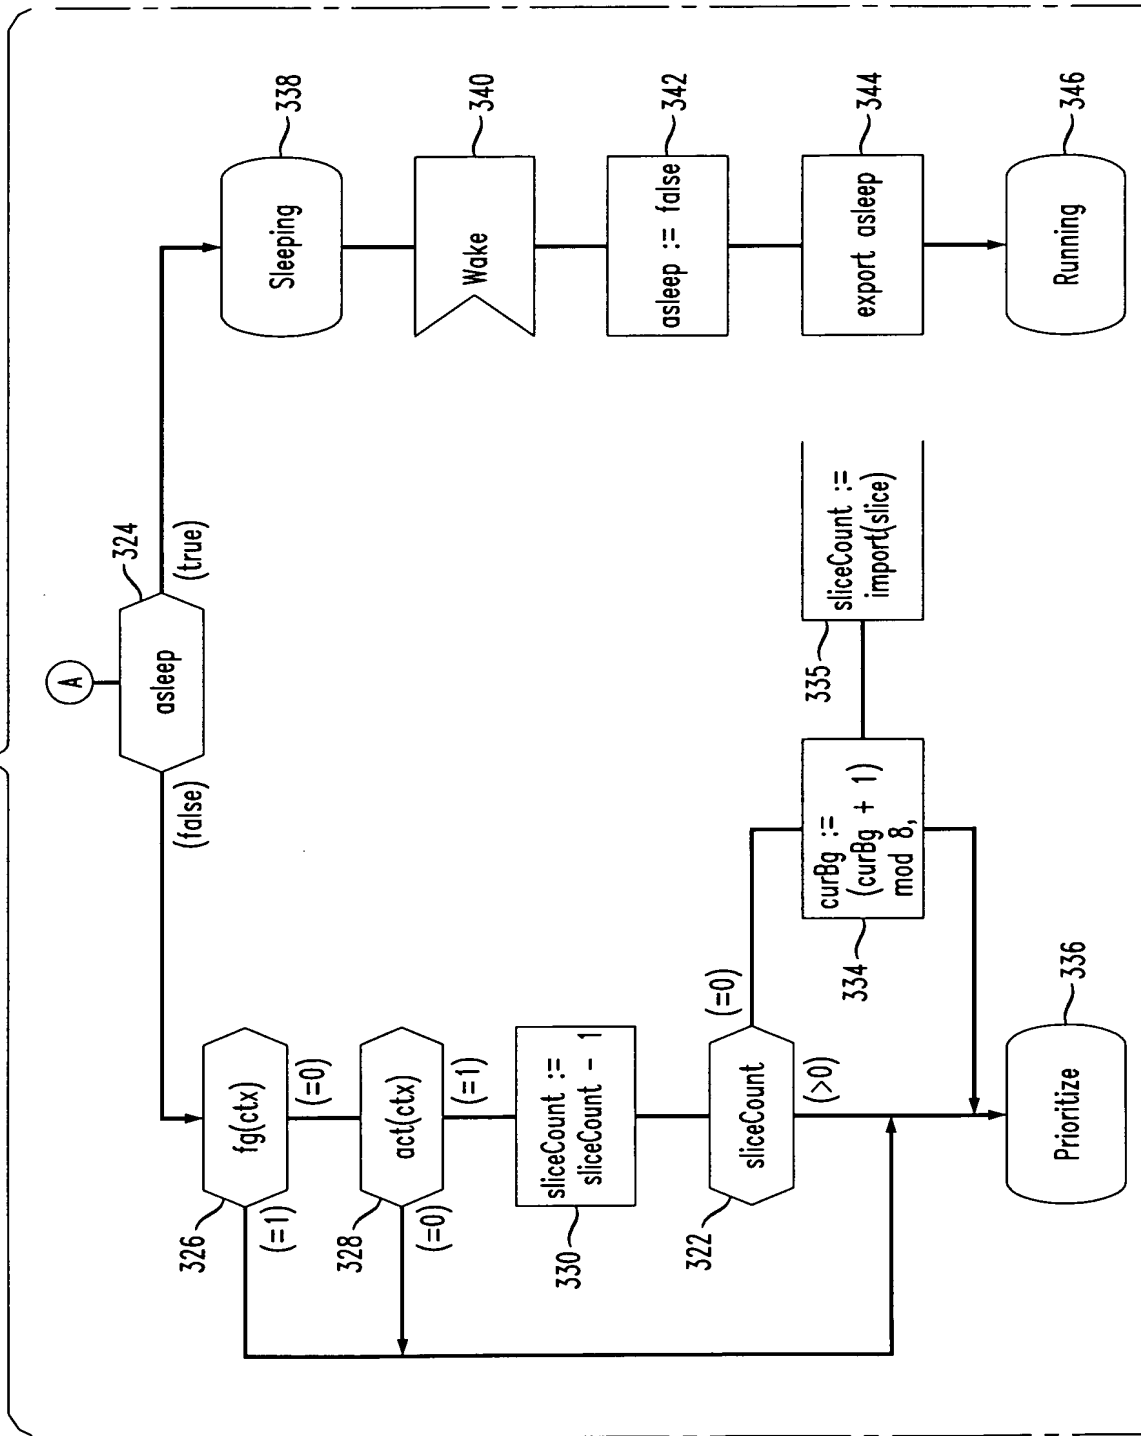 A
324
asleep
(false)
(true)
326
fg(ctx)
(=1)
(=0)
328
act(ctx)
(=0)
(=1)
330
sliceCount :=
sliceCount - 1
322
sliceCount
(=0)
(>0)
334
curBg :=
(curBg + 1)
mod 8,
335
sliceCount :=
import(slice)
336
Prioritize
338
Sleeping
340
Wake
342
asleep := false
344
export asleep
346
Running